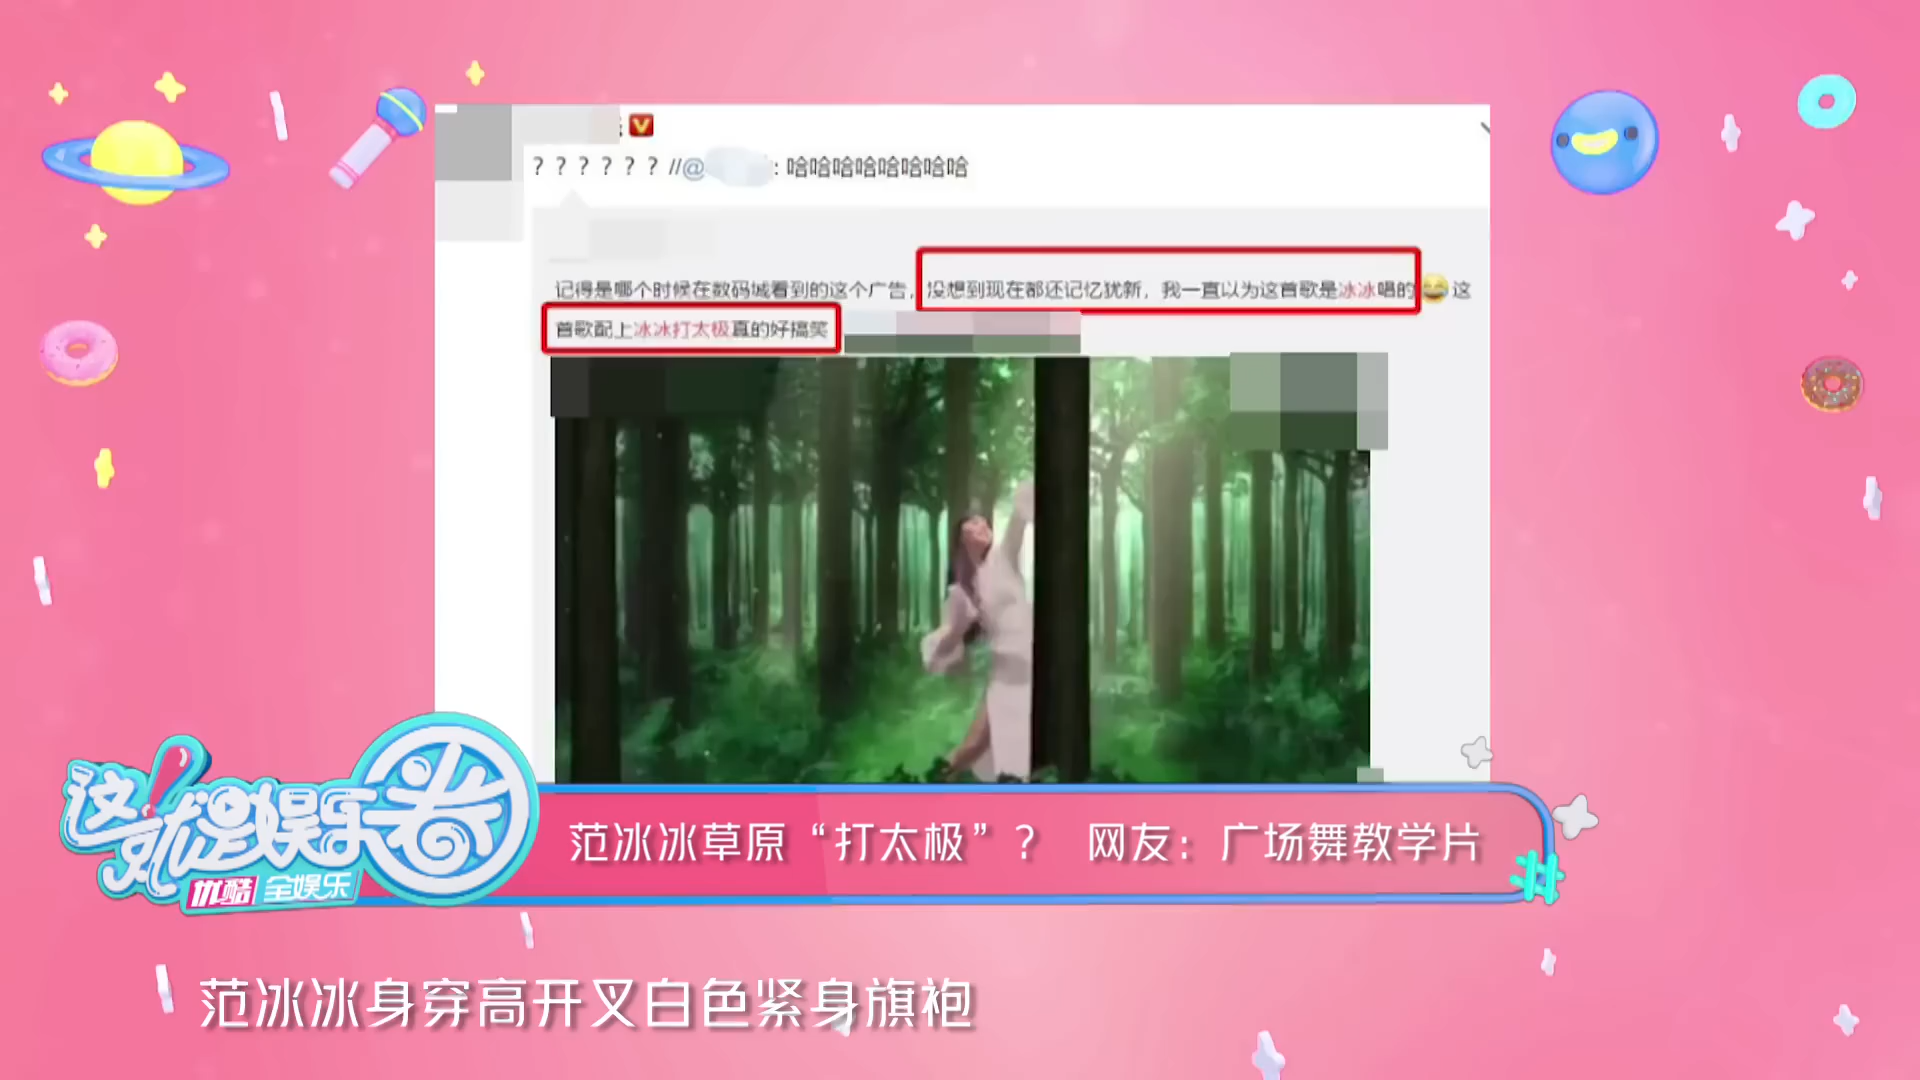 V
？？？？？？//@ : 哈哈哈哈哈哈哈哈
记得是哪个时候在数码城看到的这个广告，没想到现在都还记忆犹新，我一直以为这首歌是冰冰唱的😂这
首歌配上冰冰打太极真的好搞笑
这就是娱乐圈
优酷 全娱乐
范冰冰草原“打太极”？ 网友：广场舞教学片
范冰冰身穿高开叉白色紧身旗袍